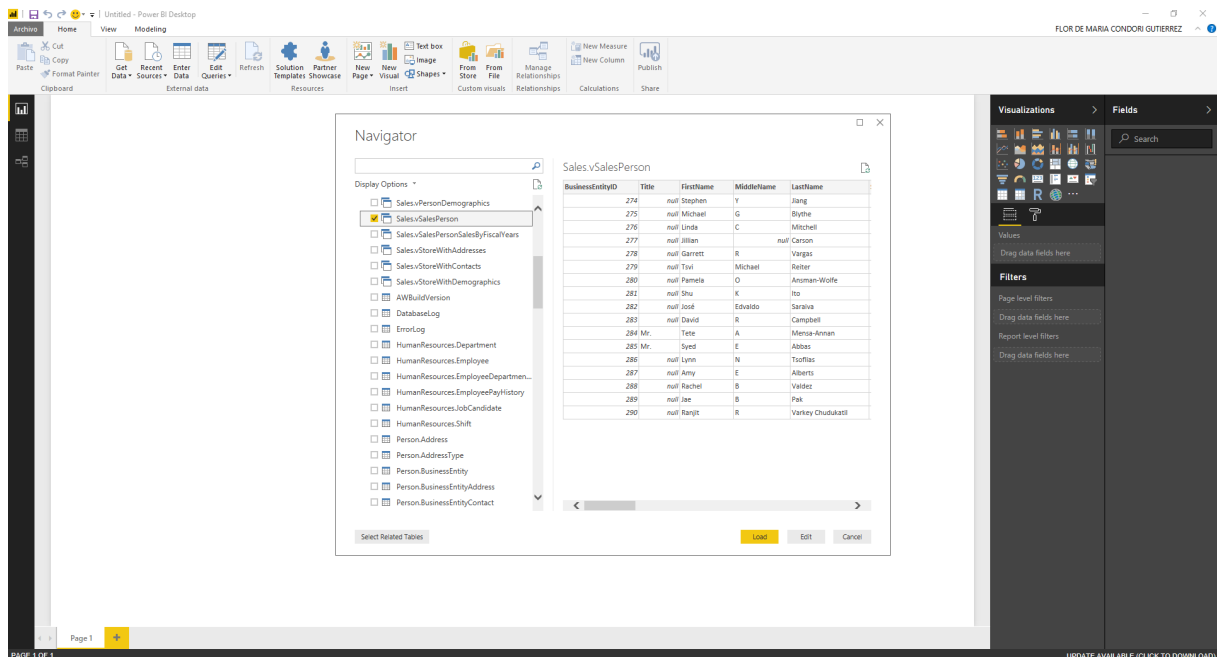 Untitled - Power BI Desktop
Archivo Home View Modeling
FLOR DE MARIA CONDORI GUTIERREZ
Paste
Cut
Copy
Format Painter
Clipboard
Get Data
Recent Sources
Enter Data
Edit Queries
Refresh
External data
Solution Templates
Partner Showcase
Resources
New Page
New Visual
Text box
Image
Shapes
Insert
From Store
From File
Custom visuals
Manage Relationships
Relationships
New Measure
New Column
Calculations
Publish
Share
Navigator
Display Options
Sales.vPersonDemographics
Sales.vSalesPerson
Sales.vSalesPersonSalesByFiscalYears
Sales.vStoreWithAddresses
Sales.vStoreWithContacts
Sales.vStoreWithDemographics
AWBuildVersion
DatabaseLog
ErrorLog
HumanResources.Department
HumanResources.Employee
HumanResources.EmployeeDepartmen...
HumanResources.EmployeePayHistory
HumanResources.JobCandidate
HumanResources.Shift
Person.Address
Person.AddressType
Person.BusinessEntity
Person.BusinessEntityAddress
Person.BusinessEntityContact
Select Related Tables
Sales.vSalesPerson
BusinessEntityID Title FirstName MiddleName LastName
274 null Stephen Y Jiang
275 null Michael G Blythe
276 null Linda C Mitchell
277 null Jillian null Carson
278 null Garrett R Vargas
279 null Tsvi Michael Reiter
280 null Pamela O Ansman-Wolfe
281 null Shu K Ito
282 null José Edvaldo Saraiva
283 null David R Campbell
284 Mr. Tete A Mensa-Annan
285 Mr. Syed E Abbas
286 null Lynn N Tsoflias
287 null Amy E Alberts
288 null Rachel B Valdez
289 null Jae B Pak
290 null Ranjit R Varkey Chudukatil
Load Edit Cancel
Visualizations
R
Values
Drag data fields here
Filters
Page level filters
Drag data fields here
Report level filters
Drag data fields here
Fields
Search
Page 1
PAGE 1 OF 1
UPDATE AVAILABLE (CLICK TO DOWNLOAD)